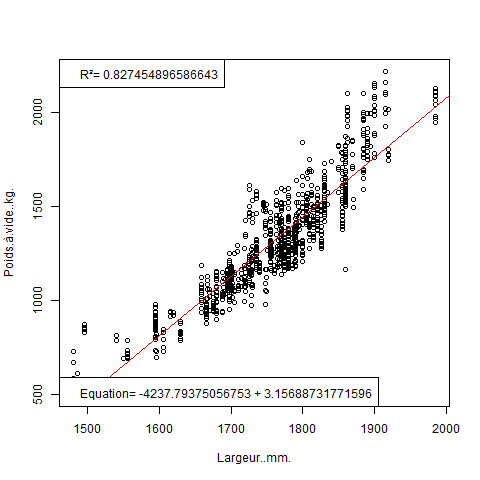 R²= 0.827454896586643
2000
1500
1000
500
Poids.à.vide..kg.
Equation= -4237.79375056753 + 3.15688731771596
1500 1600 1700 1800 1900 2000
Largeur..mm.